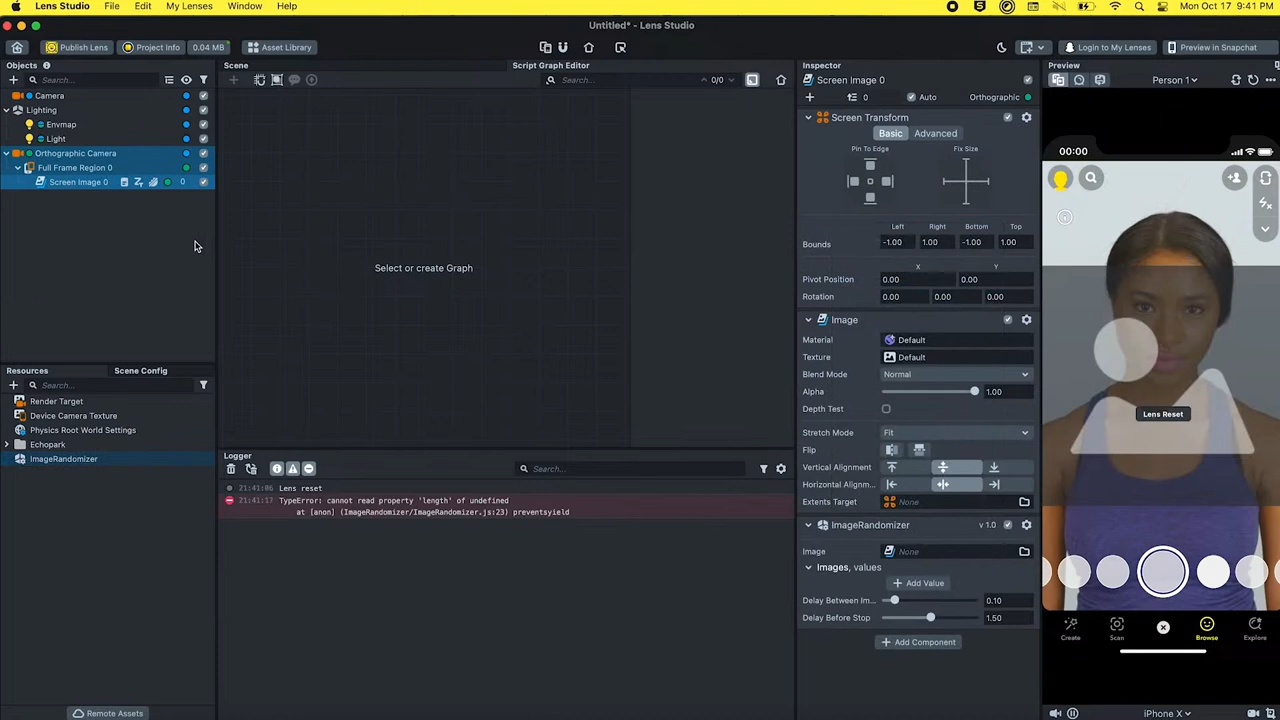 Lens Studio File Edit My Lenses Window Help Mon Oct 17 9:41 PM
Untitled* - Lens Studio
Publish Lens Project Info 0.04 MB Asset Library Login to My Lenses Preview in Snapchat
Objects Scene Script Graph Editor Inspector Preview
Search... Search... 0/0 Screen Image 0 Person 1
Camera 0 Auto Orthographic
Lighting
Envmap Screen Transform
Light Basic Advanced
Orthographic Camera Pin To Edge Fix Size 00:00
Full Frame Region 0
Screen Image 0 0
Left Right Bottom Top
Bounds -1.00 1.00 -1.00 1.00
X Y
Select or create Graph
Pivot Position 0.00 0.00
Rotation 0.00 0.00 0.00
Image
Material Default
Texture Default
Resources Scene Config Blend Mode Normal
Search... Alpha 1.00
Render Target Depth Test
Device Camera Texture Lens Reset
Physics Root World Settings Stretch Mode Fit
Echopark Flip
ImageRandomizer Logger
Search... Vertical Alignment
21:41:06 Lens reset Horizontal Alignm...
21:41:17 TypeError: cannot read property 'length' of undefined Extents Target None
at [anon] (ImageRandomizer/ImageRandomizer.js:23) preventsyield
ImageRandomizer v 1.0
Image None
Images, values
Add Value
Delay Between Im... 0.10
Delay Before Stop 1.50
Create Scan Browse Explore
Add Component
Remote Assets iPhone X